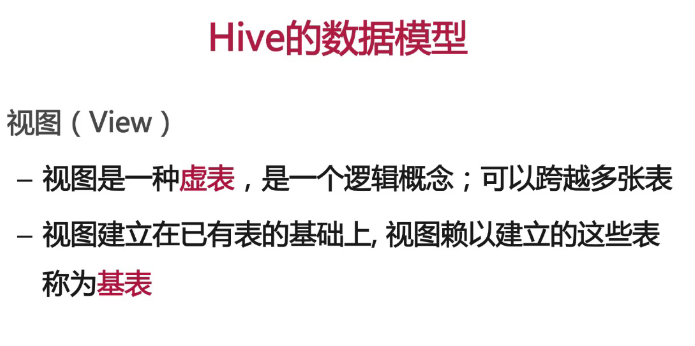 Hive的数据模型
视图（View）
– 视图是一种虚表，是一个逻辑概念；可以跨越多张表
– 视图建立在已有表的基础上, 视图赖以建立的这些表
称为基表